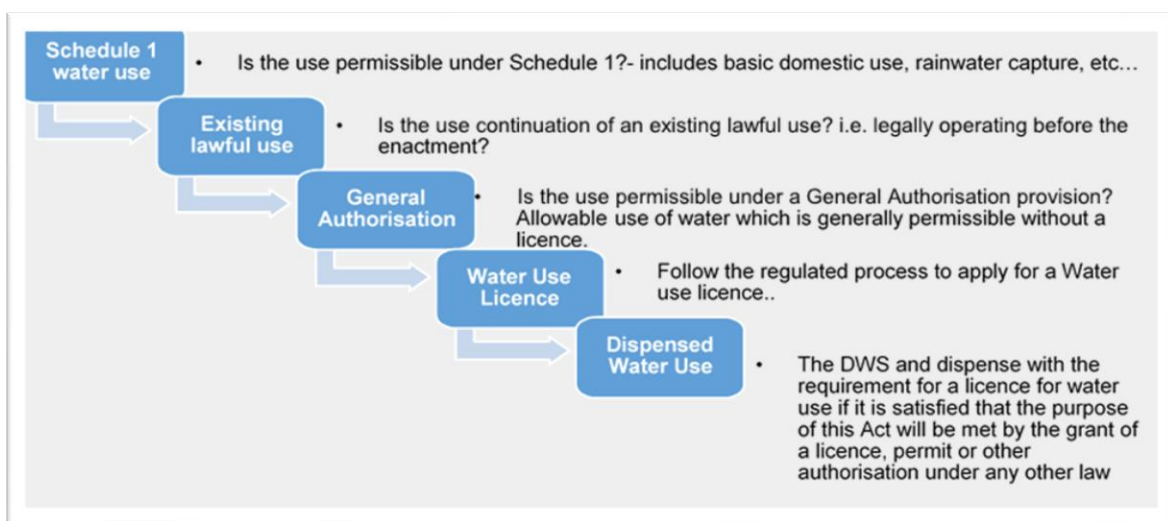 Schedule 1
water use
• Is the use permissible under Schedule 1?- includes basic domestic use, rainwater capture, etc…
Existing
lawful use
• Is the use continuation of an existing lawful use? i.e. legally operating before the
enactment?
General
Authorisation
• Is the use permissible under a General Authorisation provision?
Allowable use of water which is generally permissible without a
licence.
Water Use
Licence
• Follow the regulated process to apply for a Water
use licence..
Dispensed
Water Use
• The DWS and dispense with the
requirement for a licence for water
use if it is satisfied that the purpose
of this Act will be met by the grant of
a licence, permit or other
authorisation under any other law